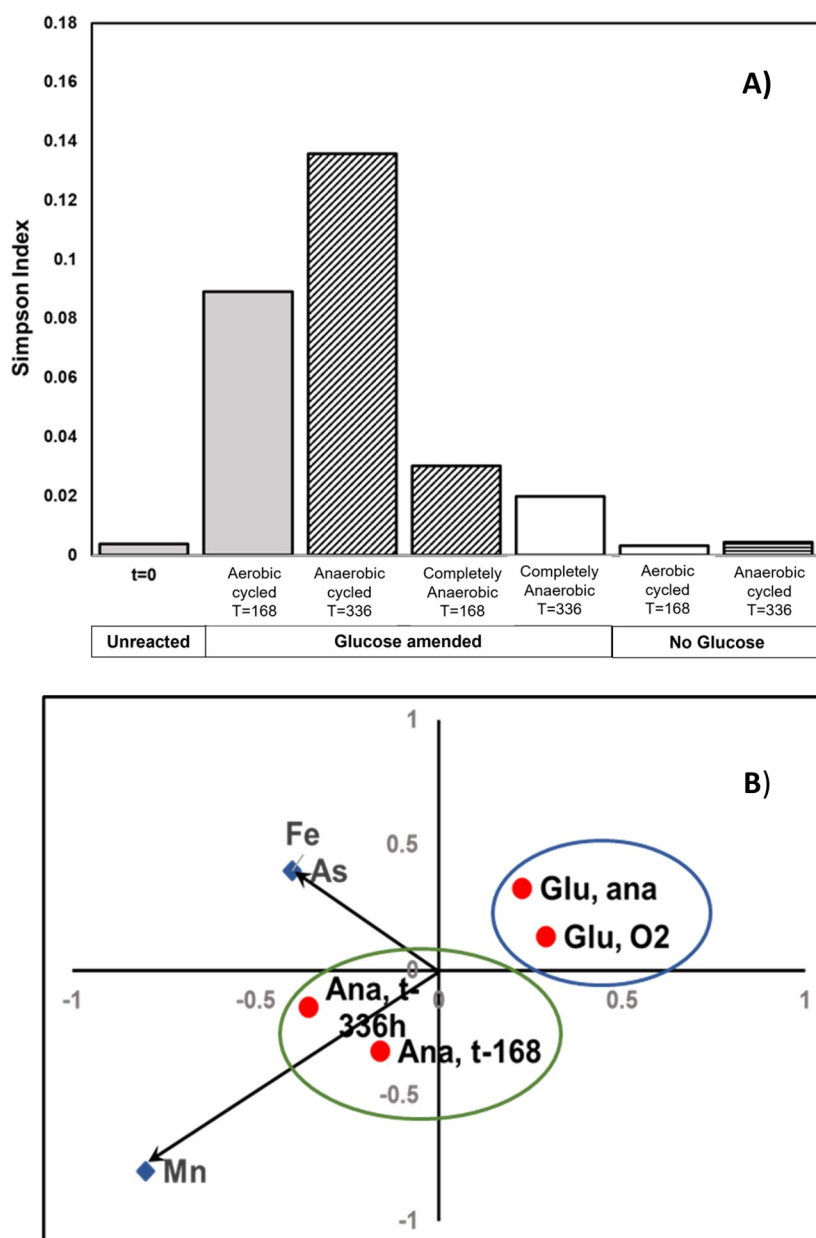 A)
Simpson Index
0.18
0.16
0.14
0.12
0.1
0.08
0.06
0.04
0.02
0
t=0
Aerobic
cycled
T=168
Anaerobic
cycled
T=336
Completely
Anaerobic
T=168
Completely
Anaerobic
T=336
Aerobic
cycled
T=168
Anaerobic
cycled
T=336
Unreacted
Glucose amended
No Glucose
B)
1
0.5
0
-0.5
-1
-1
-0.5
0
0.5
1
Fe
As
Mn
Glu, ana
Glu, O2
Ana, t-
336h
Ana, t-168